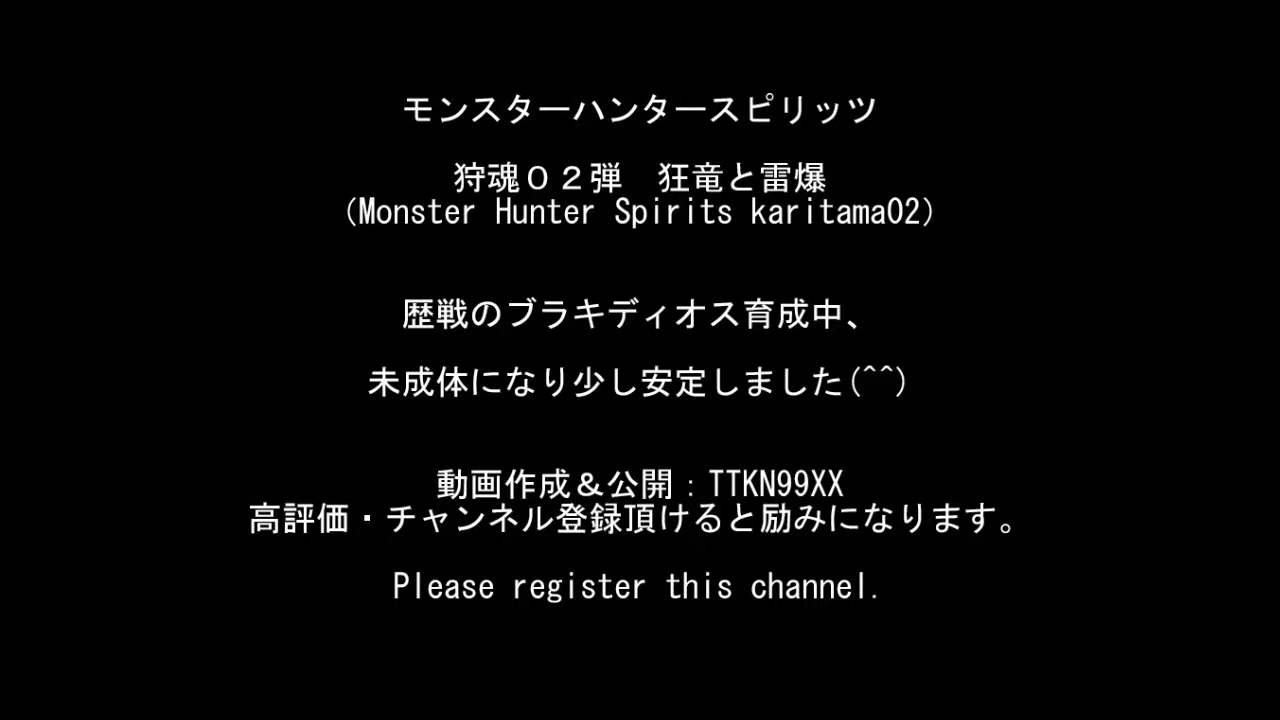 モンスターハンタースピリッツ
狩魂０２弾　狂竜と雷爆
(Monster Hunter Spirits karitama02)
歴戦のブラキディオス育成中、
未成体になり少し安定しました(^^)
動画作成＆公開：TTKN99XX
高評価・チャンネル登録頂けると励みになります。
Please register this channel.